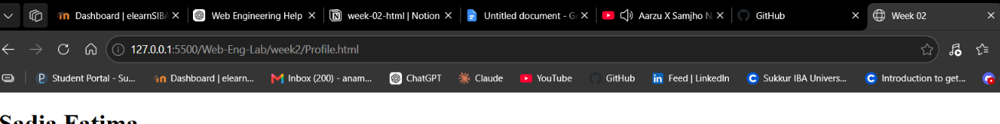 Dashboard | elearnSIBA
Web Engineering Help
week-02-html | Notion
Untitled document - G
Aarzu X Samjho N
GitHub
Week 02
127.0.0.1:5500/Web-Eng-Lab/week2/Profile.html
Student Portal - Su...
Dashboard | elearn...
Inbox (200) - anam...
ChatGPT
Claude
YouTube
GitHub
Feed | LinkedIn
Sukkur IBA Univers...
Introduction to get...
Sadia Fatima